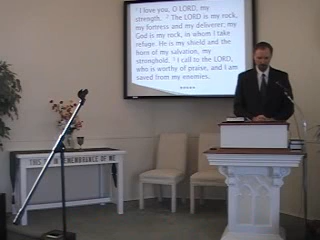 ¹ I love you, O LORD, my
strength. ² The LORD is my rock,
my fortress and my deliverer; my
God is my rock, in whom I take
refuge. He is my shield and the
horn of my salvation, my
stronghold. ³ I call to the LORD,
who is worthy of praise, and I am
saved from my enemies.
THIS DO IN REMEMBRANCE OF ME